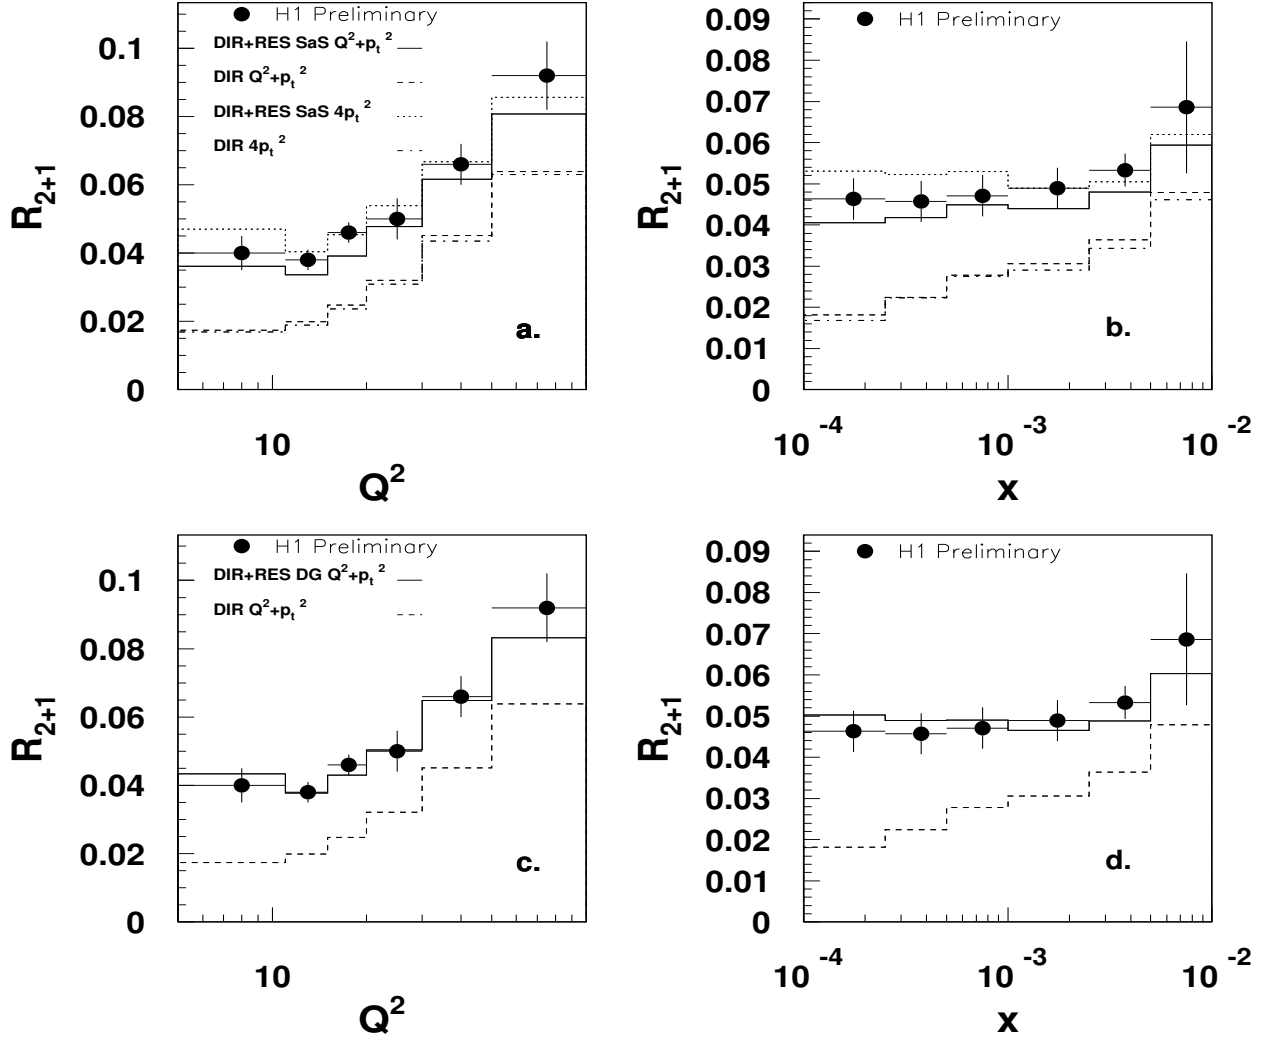 H1 Preliminary
DIR+RES SaS Q²+pₜ²
DIR Q²+pₜ²
DIR+RES SaS 4pₜ²
DIR 4pₜ²
0.1
0.08
0.06
0.04
0.02
0
R₂₊₁
a.
10
Q²
H1 Preliminary
0.09
0.08
0.07
0.06
0.05
0.04
0.03
0.02
0.01
0
R₂₊₁
b.
10⁻⁴ 10⁻³ 10⁻²
x
H1 Preliminary
DIR+RES DG Q²+pₜ²
DIR Q²+pₜ²
0.1
0.08
0.06
0.04
0.02
0
R₂₊₁
c.
10
Q²
H1 Preliminary
0.09
0.08
0.07
0.06
0.05
0.04
0.03
0.02
0.01
0
R₂₊₁
d.
10⁻⁴ 10⁻³ 10⁻²
x